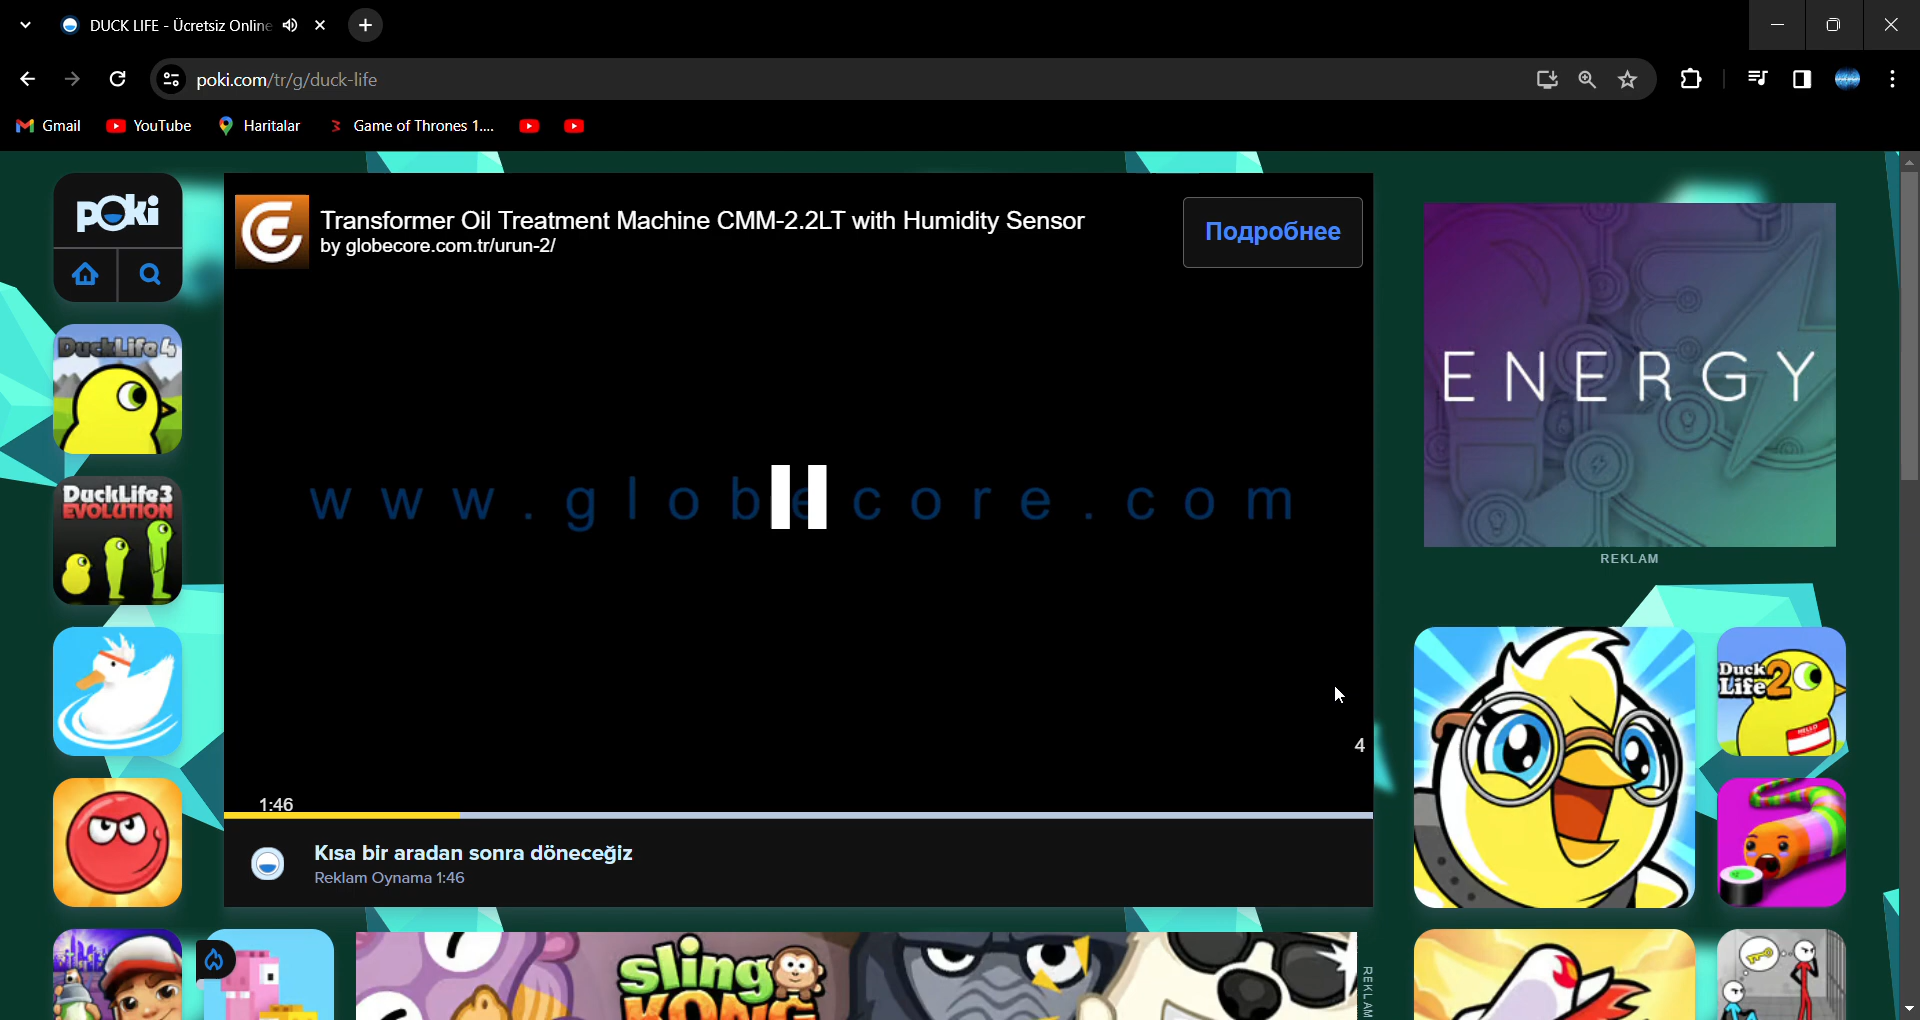 DUCK LIFE - Ücretsiz Online
poki.com/tr/g/duck-life
Gmail
YouTube
Haritalar
Game of Thrones 1....
poki
Transformer Oil Treatment Machine CMM-2.2LT with Humidity Sensor
by globecore.com.tr/urun-2/
Подробнее
DuckLife4
DuckLife3
EVOLUTION
www.globecore.com
4
1:46
Kısa bir aradan sonra döneceğiz
Reklam Oynama 1:46
ENERGY
REKLAM
Duck
Life 2
HELLO
sling
KONG
REKLAM